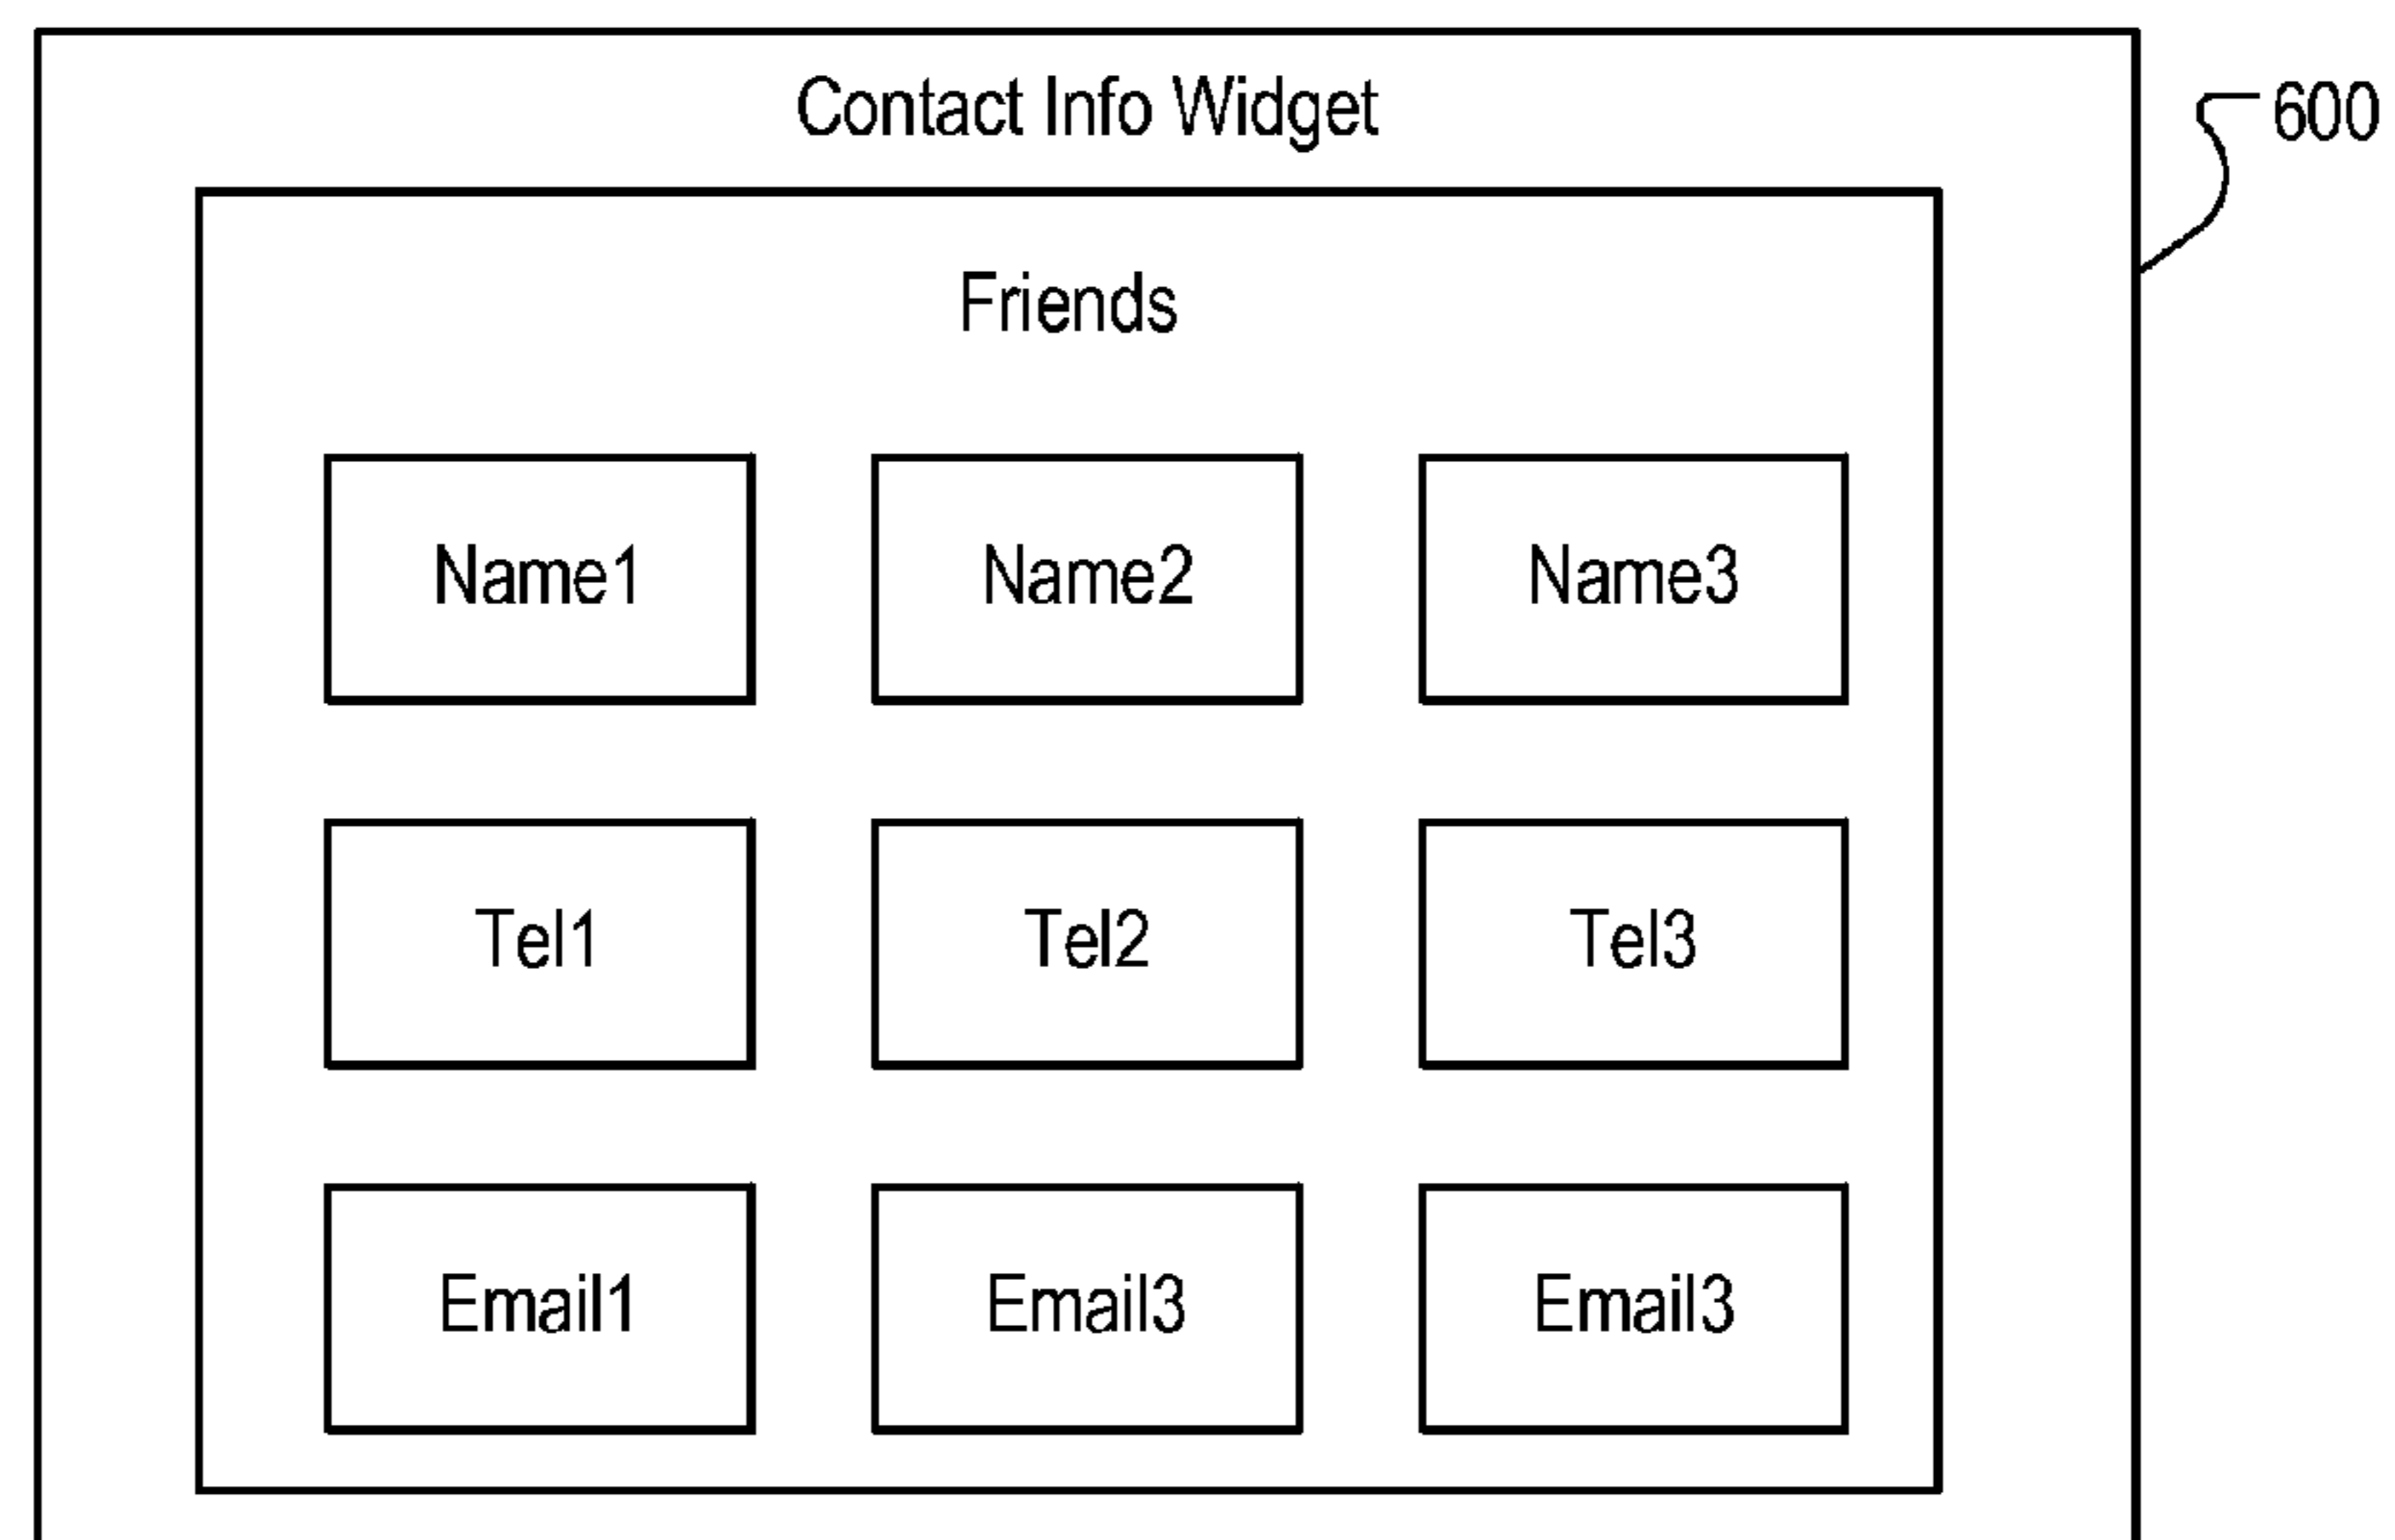 Contact Info Widget
600
Friends
Name1 Name2 Name3
Tel1 Tel2 Tel3
Email1 Email3 Email3